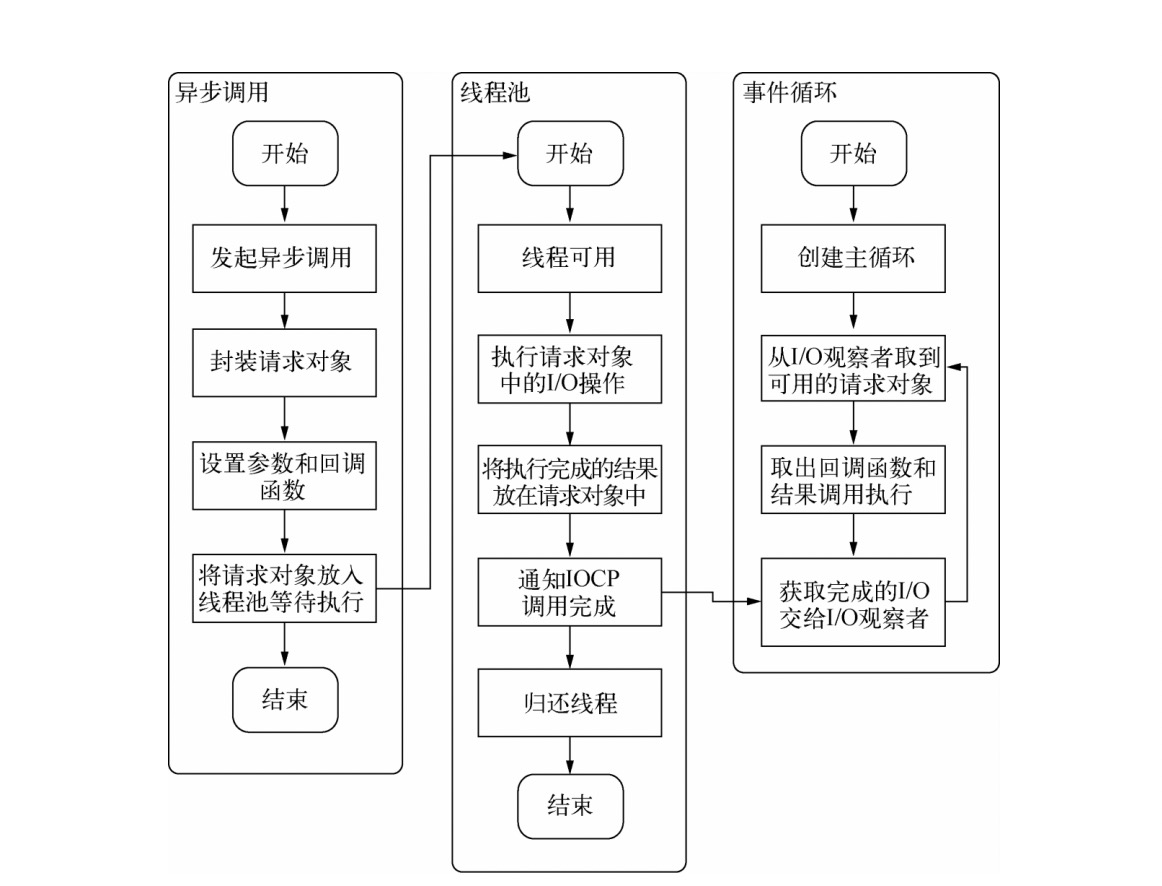 异步调用
开始
发起异步调用
封装请求对象
设置参数和回调
函数
将请求对象放入
线程池等待执行
结束
线程池
开始
线程可用
执行请求对象
中的I/O操作
将执行完成的结果
放在请求对象中
通知IOCP
调用完成
归还线程
结束
事件循环
开始
创建主循环
从I/O观察者取到
可用的请求对象
取出回调函数和
结果调用执行
获取完成的I/O
交给I/O观察者